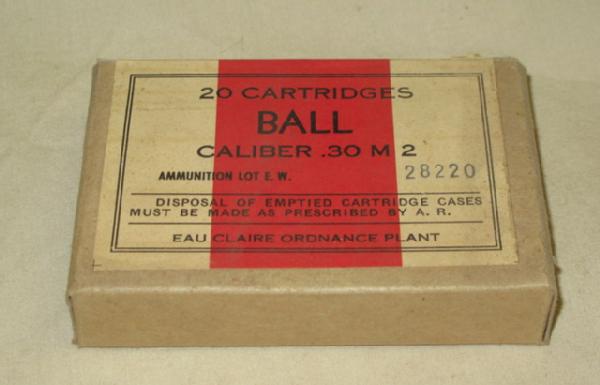 20 CARTRIDGES
BALL
CALIBER .30 M 2
AMMUNITION LOT E. W. 28220
DISPOSAL OF EMPTIED CARTRIDGE CASES
MUST BE MADE AS PRESCRIBED BY A. R.
EAU CLAIRE ORDNANCE PLANT